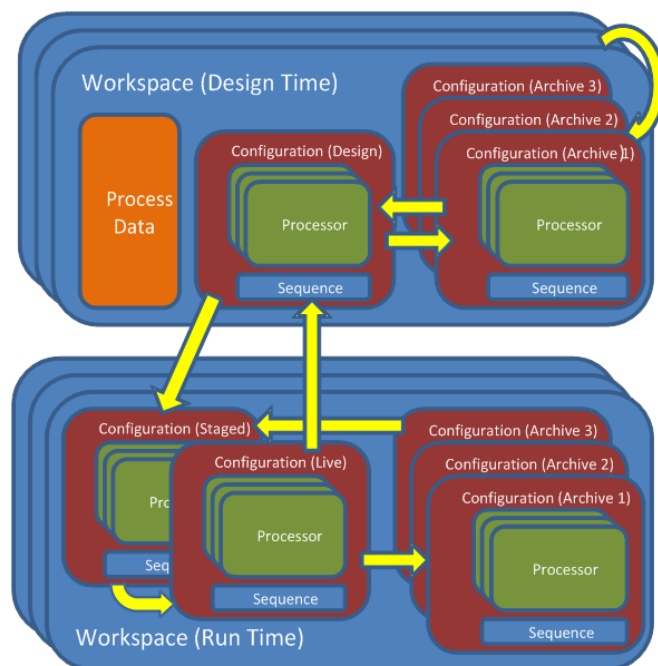 Workspace (Design Time)
Process
Data
Configuration (Design)
Processor
Sequence
Configuration (Archive 3)
Configuration (Archive 2)
Configuration (Archive)1)
Processor
Sequence
Configuration (Staged)
Pro
Sequ
Configuration (Live)
Processor
Sequence
Configuration (Archive 3)
Configuration (Archive 2)
Configuration (Archive 1)
Processor
Sequence
Workspace (Run Time)